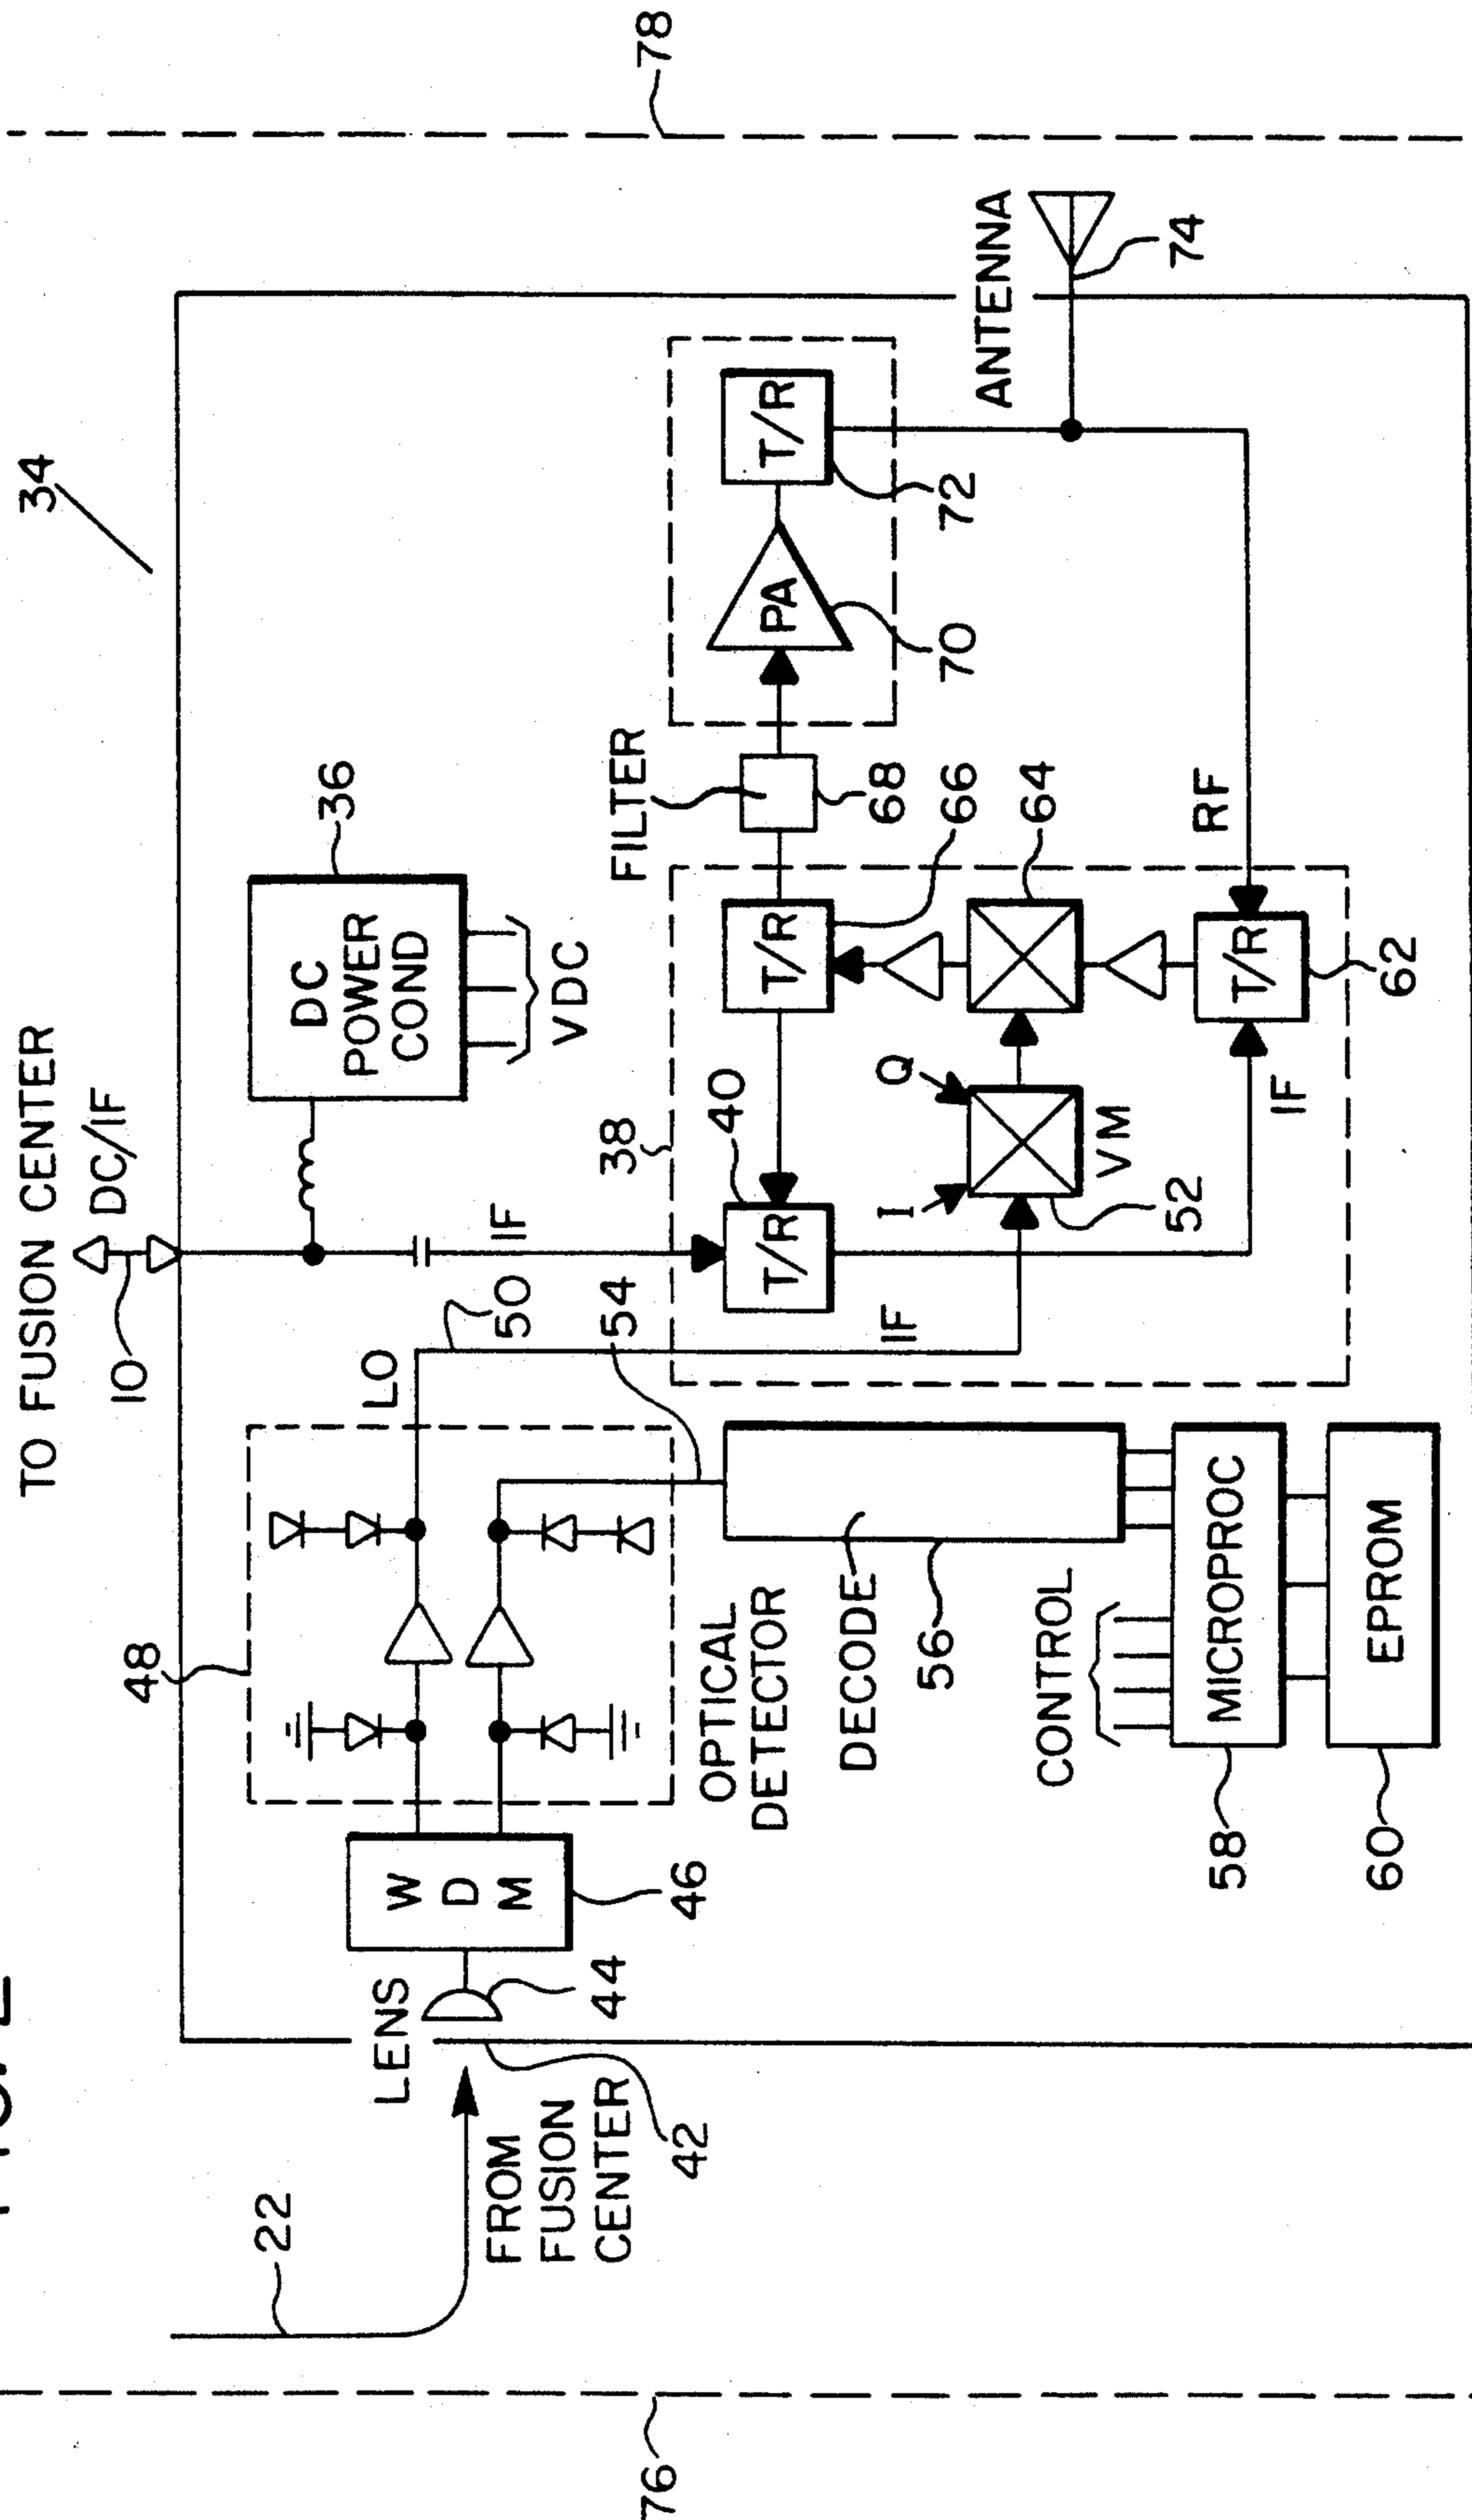 TO FUSION CENTER
DC/IF
10
34
DC
POWER
COND
36
VDC
IF
LO
50
54
38
48
WDM
46
LENS
44
42
22
FROM
FUSION
CENTER
OPTICAL
DETECTOR
DECODE
56
CONTROL
MICROPROC
58
EPROM
60
T/R
40
IF
I
Q
VM
52
IF
T/R
66
64
T/R
62
RF
FILTER
68
PA
70
T/R
72
ANTENNA
74
76
78